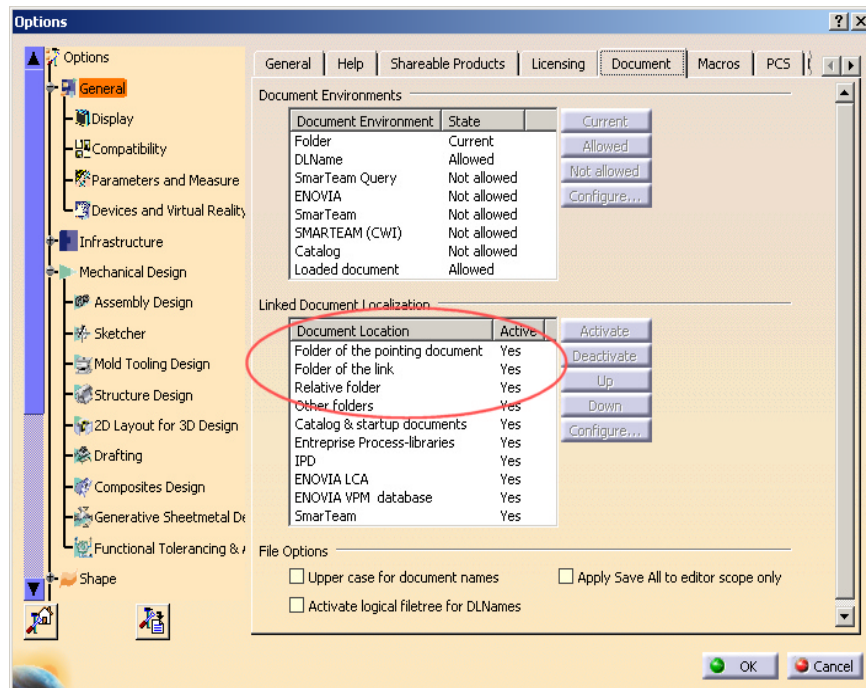 Options
Options
General
Display
Compatibility
Parameters and Measure
Devices and Virtual Reality
Infrastructure
Mechanical Design
Assembly Design
Sketcher
Mold Tooling Design
Structure Design
2D Layout for 3D Design
Drafting
Composites Design
Generative Sheetmetal De
Functional Tolerancing &
Shape
General Help Shareable Products Licensing Document Macros PCS
Document Environments
Document Environment State
Folder Current
DLName Allowed
SmarTeam Query Not allowed
ENOVIA Not allowed
SmarTeam Not allowed
SMARTEAM (CWI) Not allowed
Catalog Not allowed
Loaded document Allowed
Current
Allowed
Not allowed
Configure...
Linked Document Localization
Document Location Active
Folder of the pointing document Yes
Folder of the link Yes
Relative folder Yes
Other folders Yes
Catalog & startup documents Yes
Entreprise Process-libraries Yes
IPD Yes
ENOVIA LCA Yes
ENOVIA VPM database Yes
SmarTeam Yes
Activate
Deactivate
Up
Down
Configure...
File Options
Upper case for document names Apply Save All to editor scope only
Activate logical filetree for DLNames
OK Cancel